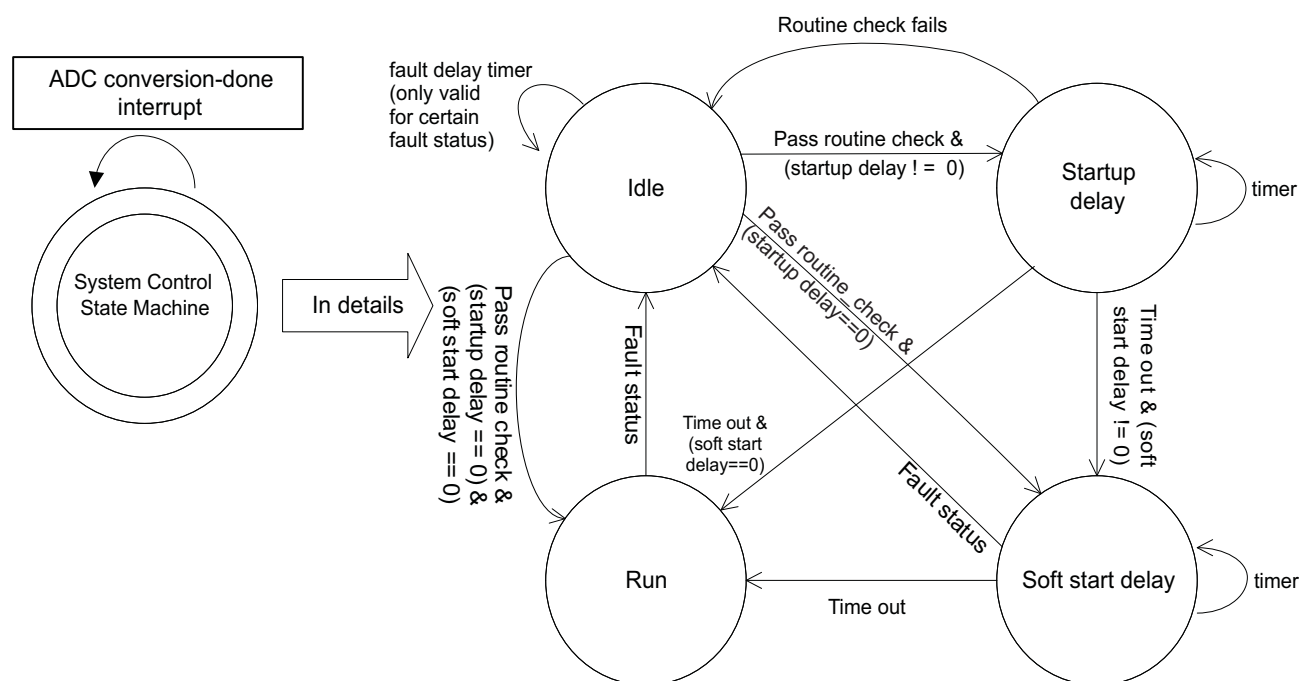 ADC conversion-done
interrupt
System Control
State Machine
In details
fault delay timer
(only valid
for certain
fault status)
Routine check fails
Idle
Pass routine check &
(startup delay ! =  0)
Startup
delay
timer
Pass routine_check &
(startup delay==0)
Pass routine check &
(startup delay == 0) &
(soft start delay == 0)
Fault status
Time out &
(soft start
delay==0)
Fault status
Time out & (soft
start delay != 0)
Run
Time out
Soft start delay
timer